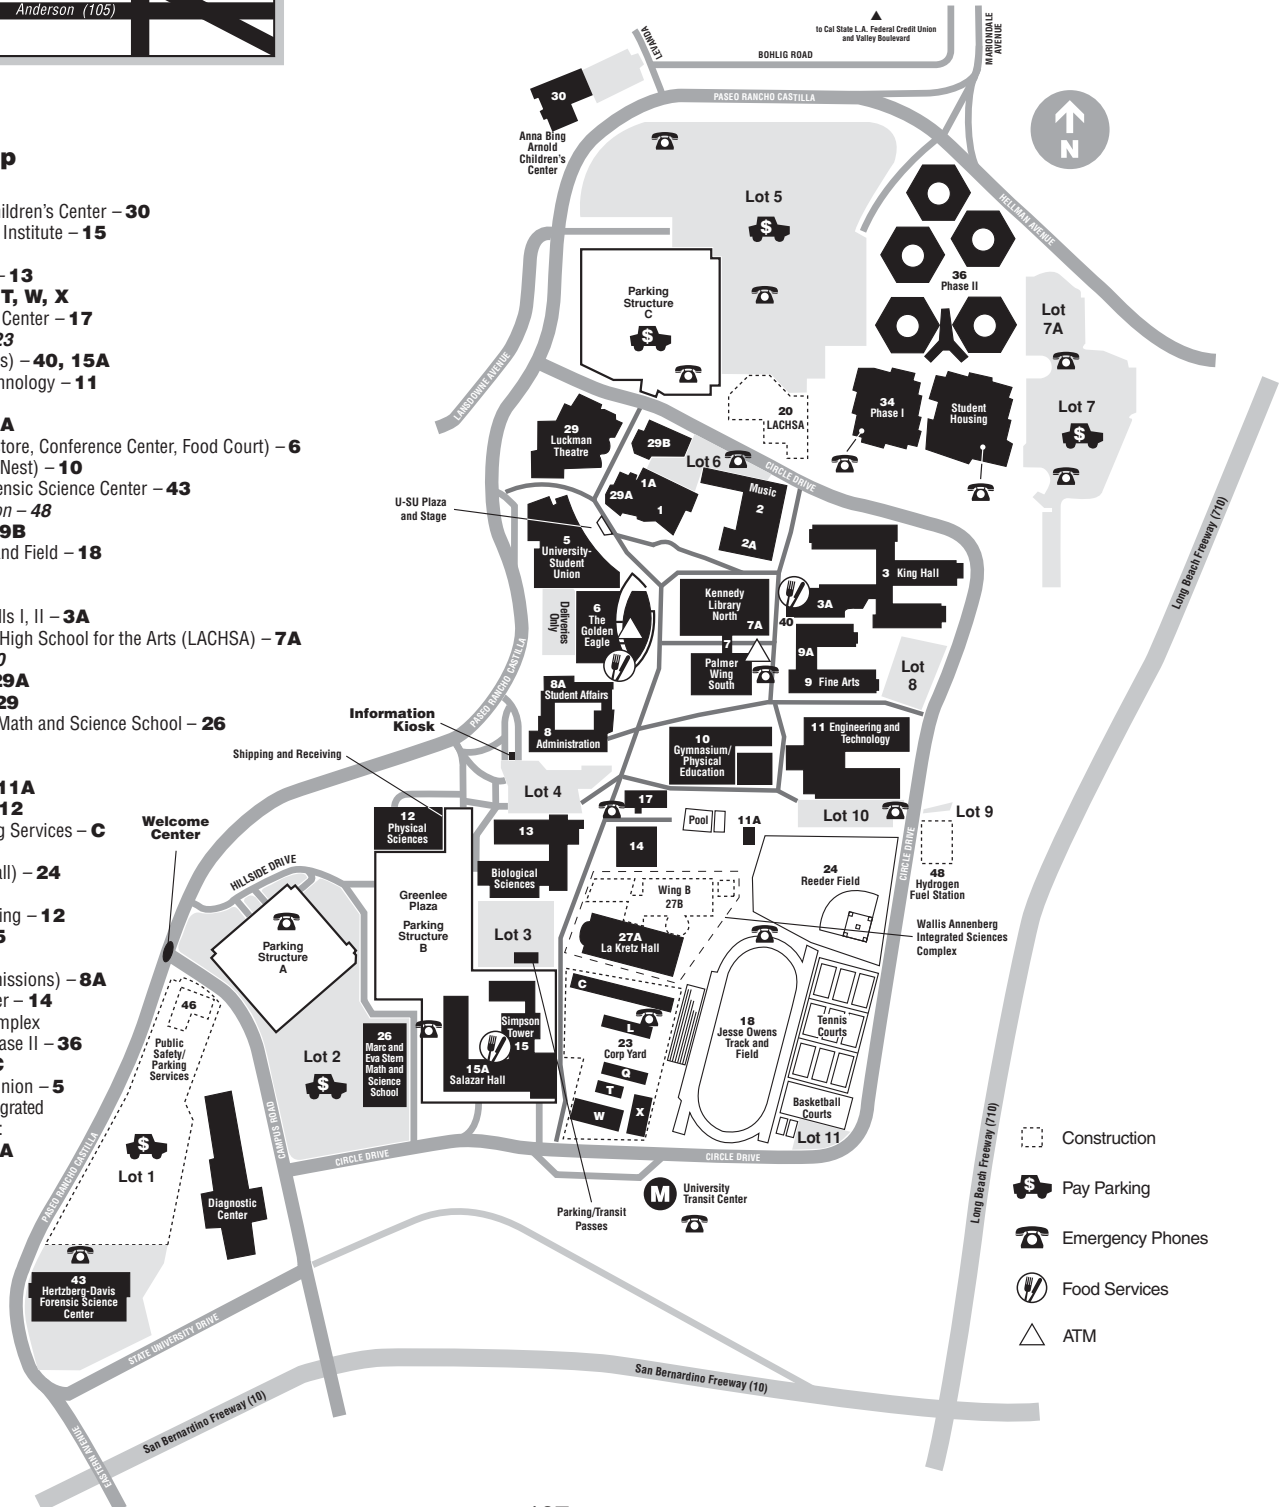 Anderson (105)
p
ildren's Center – 30
Institute – 15
– 13
T, W, X
Center – 17
23
s) – 40, 15A
hnology – 11
A
tore, Conference Center, Food Court) – 6
Nest) – 10
ensic Science Center – 43
on – 48
9B
and Field – 18
lls I, II – 3A
High School for the Arts (LACHSA) – 7A
0
29A
29
Math and Science School – 26
11A
12
g Services – C
all) – 24
ing – 12
5
missions) – 8A
er – 14
mplex
ase II – 36
C
nion – 5
grated
t
A
to Cal State L.A. Federal Credit Union
and Valley Boulevard
LEVANDA
BOHLIG ROAD
MARIONDALE
AVENUE
PASEO RANCHO CASTILLA
30
Anna Bing
Arnold
Children's
Center
N
Lot 5
$
HELLMAN AVENUE
36
Phase II
Parking
Structure
C
$
Lot
7A
LANSDOWNE AVENUE
20
LACHSA
34
Phase I
Student
Housing
Lot 7
$
29
Luckman
Theatre
29B
Lot 6
CIRCLE DRIVE
1A
29A
1
Music
2
2A
U-SU Plaza
and Stage
5
University-
Student
Union
3 King Hall
3A
Kennedy
Library
North
7A
40
6
The
Golden
Eagle
Deliveries
Only
7
Palmer
Wing
South
9A
9 Fine Arts
Lot
8
Long Beach Freeway (710)
PASEO RANCHO CASTILLA
8A
Student Affairs
8
Administration
Information
Kiosk
Shipping and Receiving
10
Gymnasium/
Physical
Education
11 Engineering and
Technology
Lot 4
17
Pool
11A
Lot 10
Lot 9
Welcome
Center
12
Physical
Sciences
13
14
CIRCLE DRIVE
HILLSIDE DRIVE
Biological
Sciences
24
Reeder Field
48
Hydrogen
Fuel Station
Greenlee
Plaza
Parking
Structure
B
Wing B
27B
Lot 3
27A
La Kretz Hall
Wallis Annenberg
Integrated Sciences
Complex
Parking
Structure
A
46
Public
Safety/
Parking
Services
C
L
23
Corp Yard
Q
T
W
X
18
Jesse Owens
Track and
Field
Tennis
Courts
Basketball
Courts
Lot 11
Simpson
Tower
15
15A
Salazar Hall
26
Marc and
Eva Stern
Math and
Science
School
Lot 2
$
CAMPUS ROAD
CIRCLE DRIVE
CIRCLE DRIVE
PASEO RANCHO CASTILLA
$
Lot 1
Diagnostic
Center
M
University
Transit Center
Parking/Transit
Passes
Long Beach Freeway (710)
Construction
$
Pay Parking
Emergency Phones
Food Services
ATM
43
Hertzberg-Davis
Forensic Science
Center
STATE UNIVERSITY DRIVE
San Bernardino Freeway (10)
San Bernardino Freeway (10)
EASTERN AVENUE